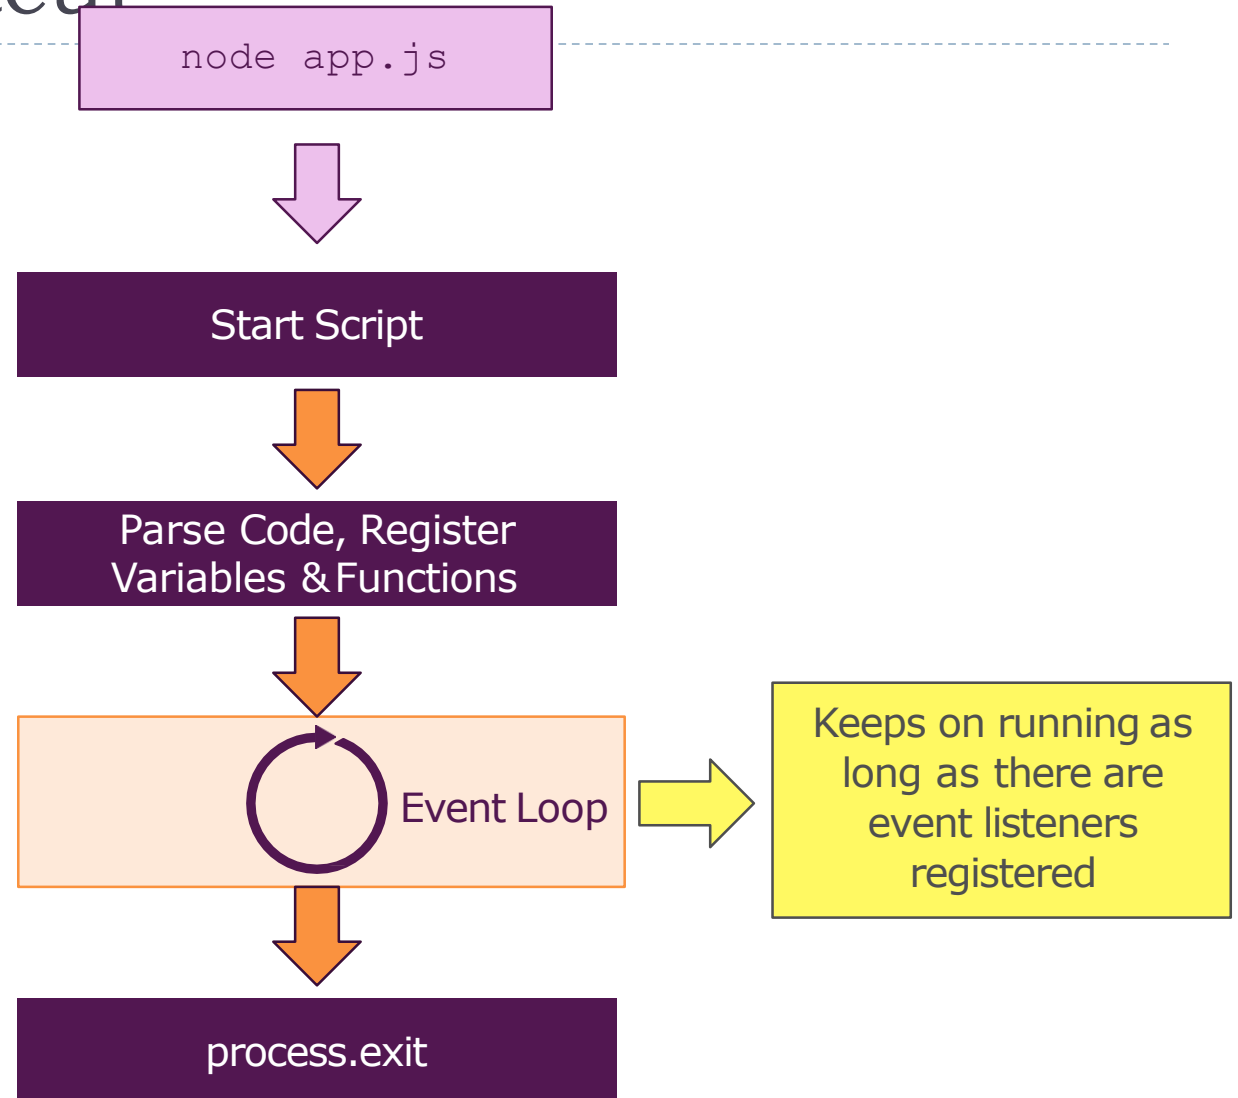 node app.js
Start Script
Parse Code, Register
Variables & Functions
Event Loop
Keeps on running as
long as there are
event listeners
registered
process.exit